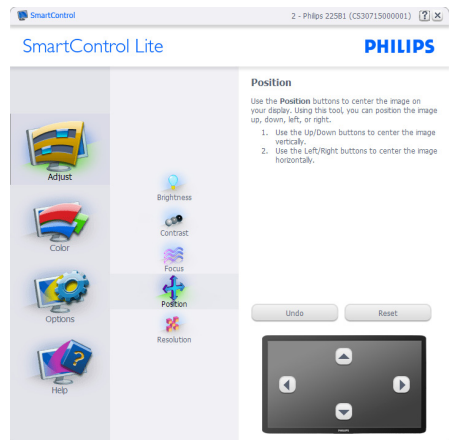 SmartControl
2 - Philips 225B1 (CS30715000001)
SmartControl Lite
PHILIPS
Adjust
Color
Options
Help
Brightness
Contrast
Focus
Position
Resolution
Position
Use the Position buttons to center the image on
your display. Using this tool, you can position the image
up, down, left, or right.
1. Use the Up/Down buttons to center the image
vertically.
2. Use the Left/Right buttons to center the image
horizontally.
Undo
Reset
PHILIPS